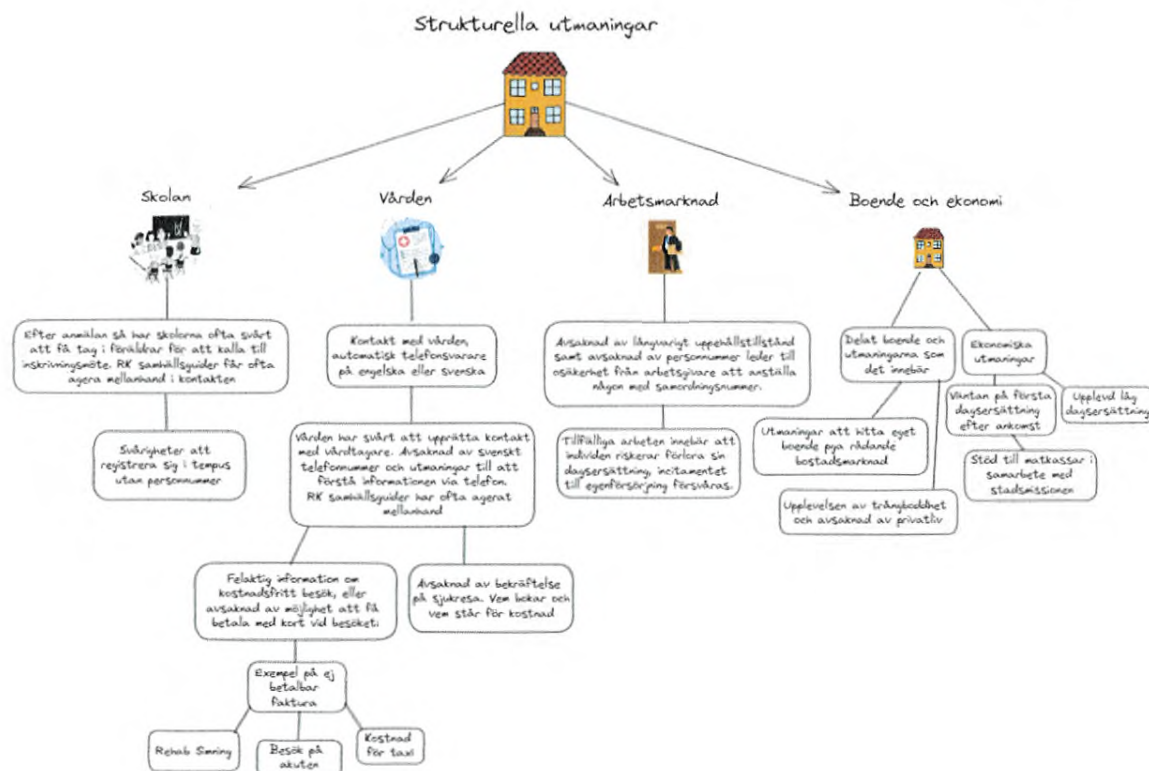 Strukturella utmaningar
Skolan
Efter anmälan så har skolorna ofta svårt
att få tag i föräldrar för att kalla till
inskrivningsmöte. RK samhällsguider får ofta
agera mellanhand i kontakten
Svårigheter att
registrera sig i tempus
utan personnummer
Vården
Kontakt med vården,
automatisk telefonsvarare
på engelska eller svenska
Vården har svårt att upprätta kontakt
med vårdtagare. Avsaknad av svenskt
telefonnummer och utmaningar till att
förstå informationen via telefon.
RK samhällsguider har ofta agerat
mellanhand
Felaktig information om
kostnadsfritt besök, eller
avsaknad av möjlighet att få
betala med kort vid besöket;
Exempel på ej
betalbar
faktura
Rehab Simring
Besök på
akuten
Kostnad
för taxi
Avsaknad av bekräftelse
på sjukresa. Vem bokar och
vem står för kostnad
Arbetsmarknad
Avsaknad av långvarigt uppehållstillstånd
samt avsaknad av personnummer leder till
osäkerhet från arbetsgivare att anställa
någon med samordningsnummer.
Tillfälliga arbeten innebär att
individen riskerar förlora sin
dagsersättning, incitamentet
till egenförsörjning försvåras.
Boende och ekonomi
Delat boende och
utmaningarna som
det innebär
Utmaningar att hitta eget
boende pga rådande
bostadsmarknad
Upplevelsen av trångboddhet
och avsaknad av privatliv
Ekonomiska
utmaningar
Väntan på första
dagsersättning
efter ankomst
Stöd till matkassar i
samarbete med
stadsmissionen
Upplevd låg
dagsersättning